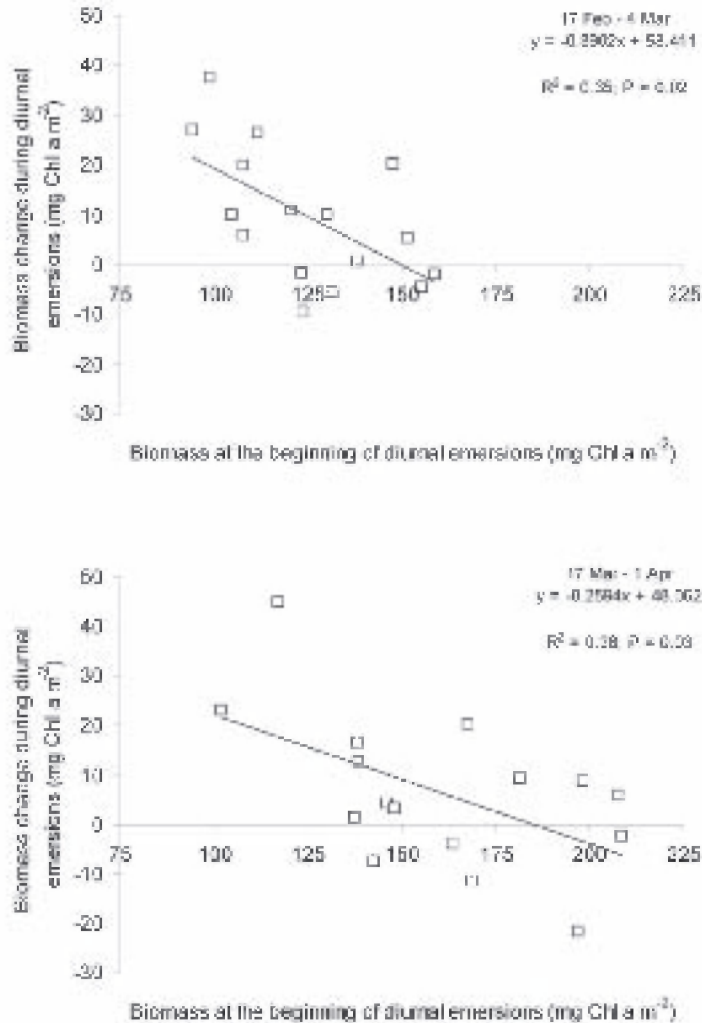 17 Feb - 4 Mar
y = -0.3902x + 58.411
R² = 0.35; P = 0.02
50
40
30
20
10
0
-10
-20
-30
75 100 125 150 175 200 225
Biomass change during diurnal
emersions (mg Chl a m⁻²)
Biomass at the beginning of diurnal emersions (mg Chl a m⁻²)
17 Mar - 1 Apr
y = -0.2594x + 48.062
R² = 0.28; P = 0.03
50
40
30
20
10
0
-10
-20
-30
75 100 125 150 175 200 225
Biomass change during diurnal
emersions (mg Chl a m⁻²)
Biomass at the beginning of diurnal emersions (mg Chl a m⁻²)